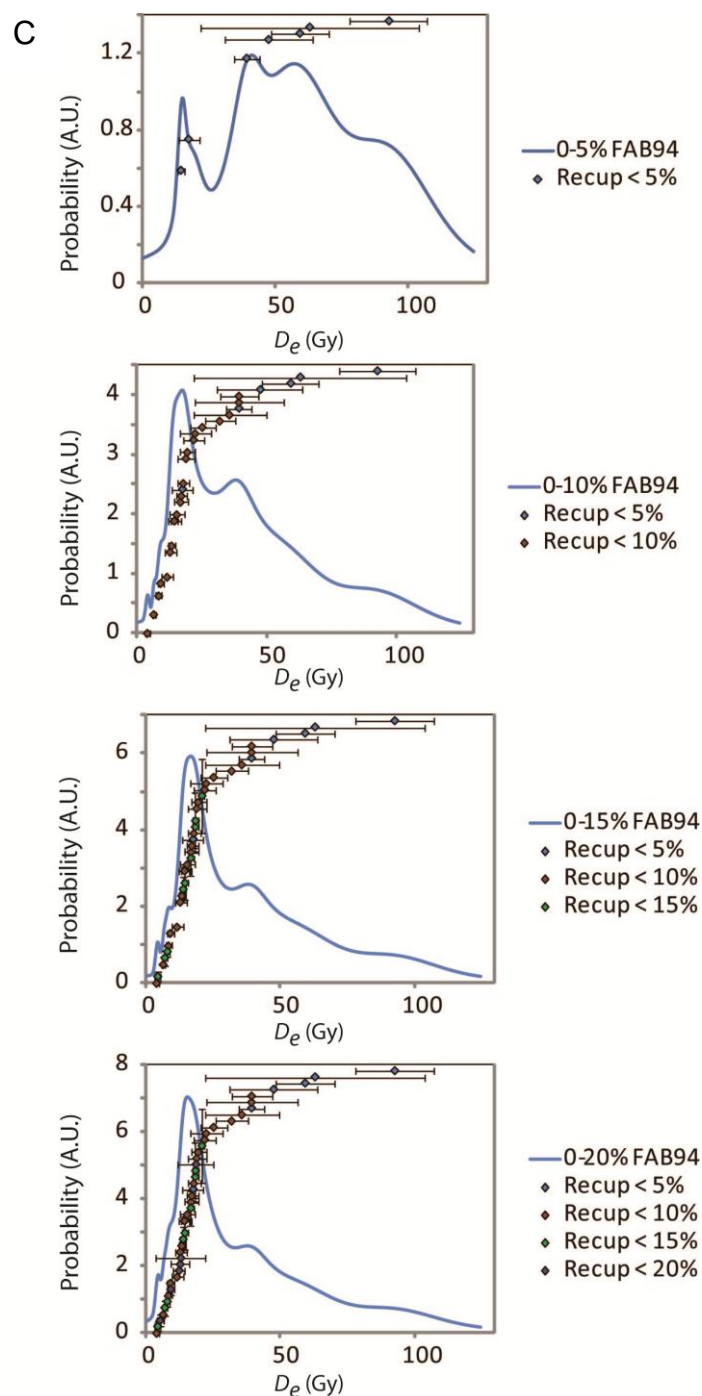 C
1.2
0.8
0.4
0
Probability (A.U.)
0 50 100
De (Gy)
0-5% FAB94
Recup < 5%
4
3
2
1
0
Probability (A.U.)
0 50 100
De (Gy)
0-10% FAB94
Recup < 5%
Recup < 10%
6
4
2
0
Probability (A.U.)
0 50 100
De (Gy)
0-15% FAB94
Recup < 5%
Recup < 10%
Recup < 15%
8
6
4
2
0
Probability (A.U.)
0 50 100
De (Gy)
0-20% FAB94
Recup < 5%
Recup < 10%
Recup < 15%
Recup < 20%